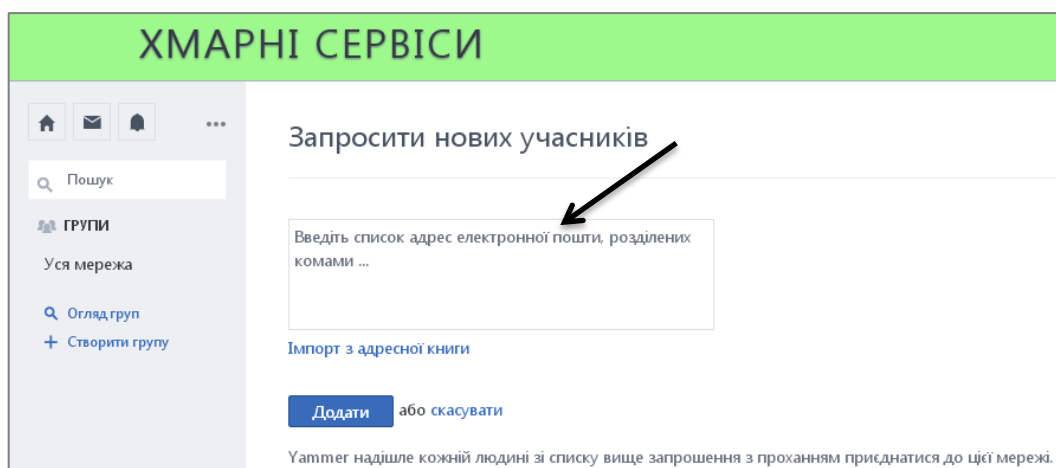 ХМАРНІ СЕРВІСИ
Запросити нових учасників
Пошук
ГРУПИ
Уся мережа
Огляд груп
Створити групу
Введіть список адрес електронної пошти, розділених
комами ...
Імпорт з адресної книги
Додати або скасувати
Yammer надішле кожній людині зі списку вище запрошення з проханням приєднатися до цієї мережі.